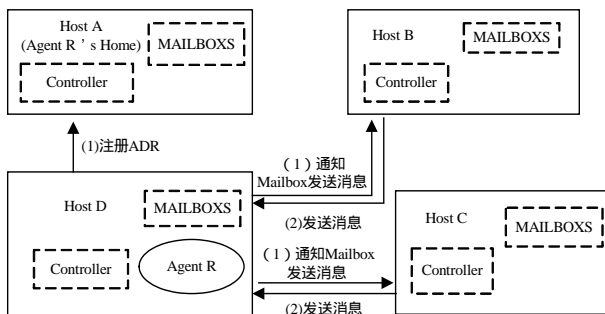 Host A
(Agent R ' s Home)
MAILBOXS
Controller
Host B
MAILBOXS
Controller
(1)注册ADR
（1）通知
Mailbox发送消息
(2)发送消息
Host D
MAILBOXS
Controller
Agent R
（1）通知Mailbox
发送消息
(2)发送消息
Host C
MAILBOXS
Controller